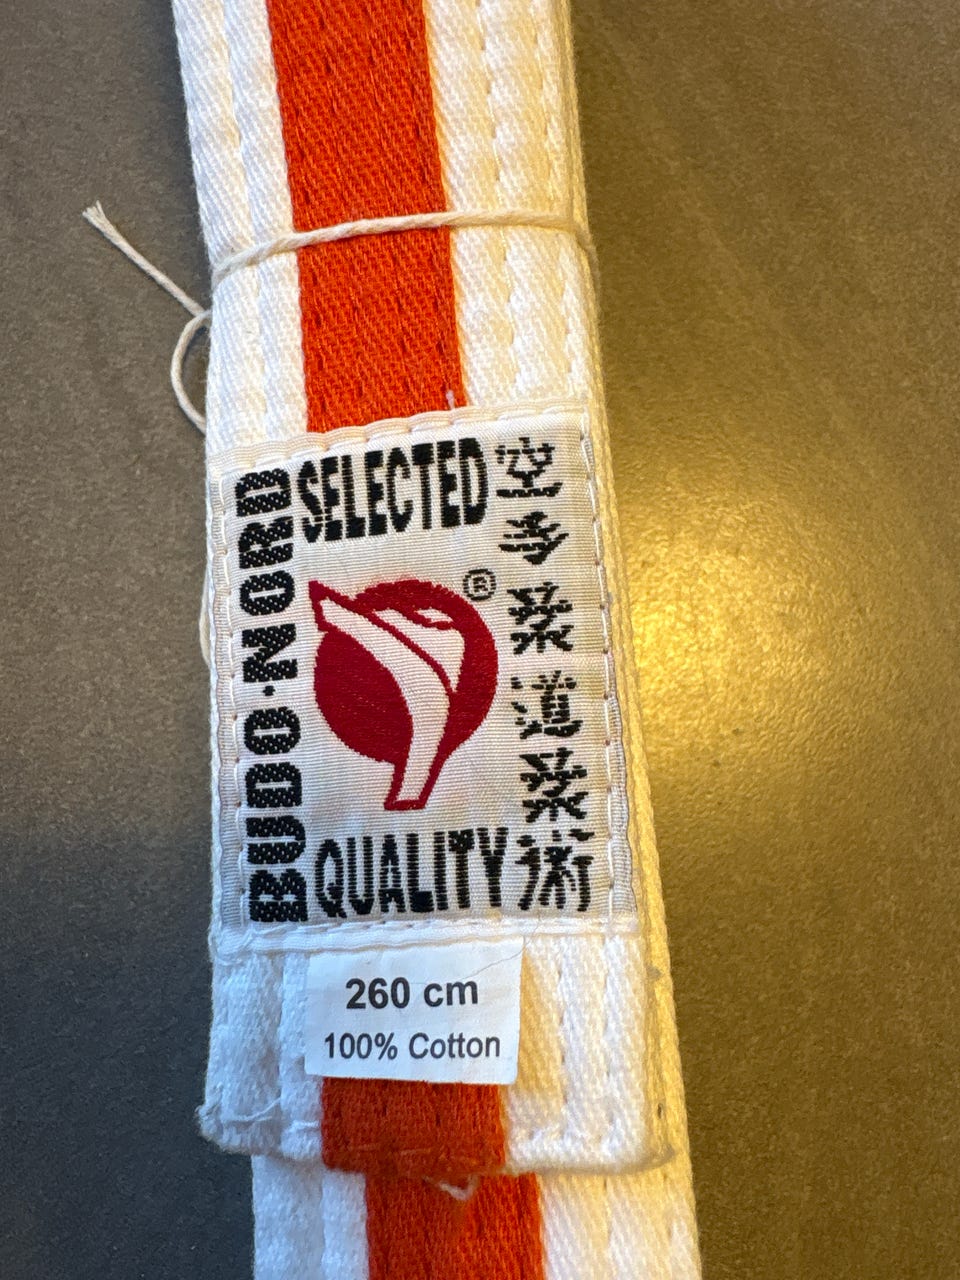 BUDO·NORD
SELECTED
®
QUALITY
空手柔道柔術
260 cm
100% Cotton